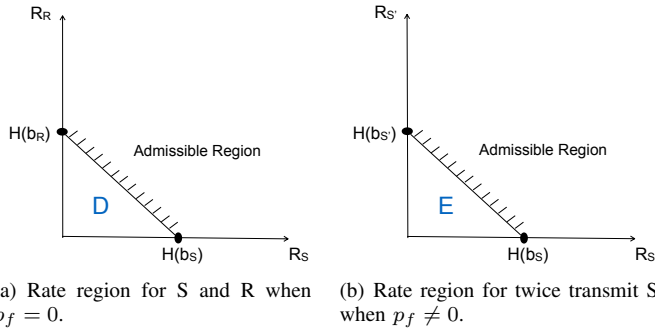 R_R
H(b_R)
Admissible Region
D
H(b_S)
R_S
R_S'
H(b_S')
Admissible Region
E
H(b_S)
R_S
a) Rate region for S and R when
p_f = 0.
(b) Rate region for twice transmit S
when p_f ≠ 0.